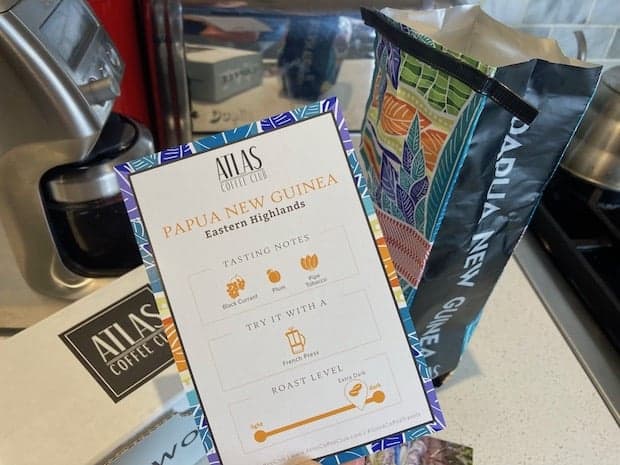 ATLAS
COFFEE CLUB
PAPUA NEW GUINEA
Eastern Highlands
TASTING NOTES
Black Currant
Plum
Pipe
Tobacco
TRY IT WITH A
French Press
ROAST LEVEL
Extra Dark
light
dark
ATLAS
COFFEE CLUB
PAPUA NEW GUINEA